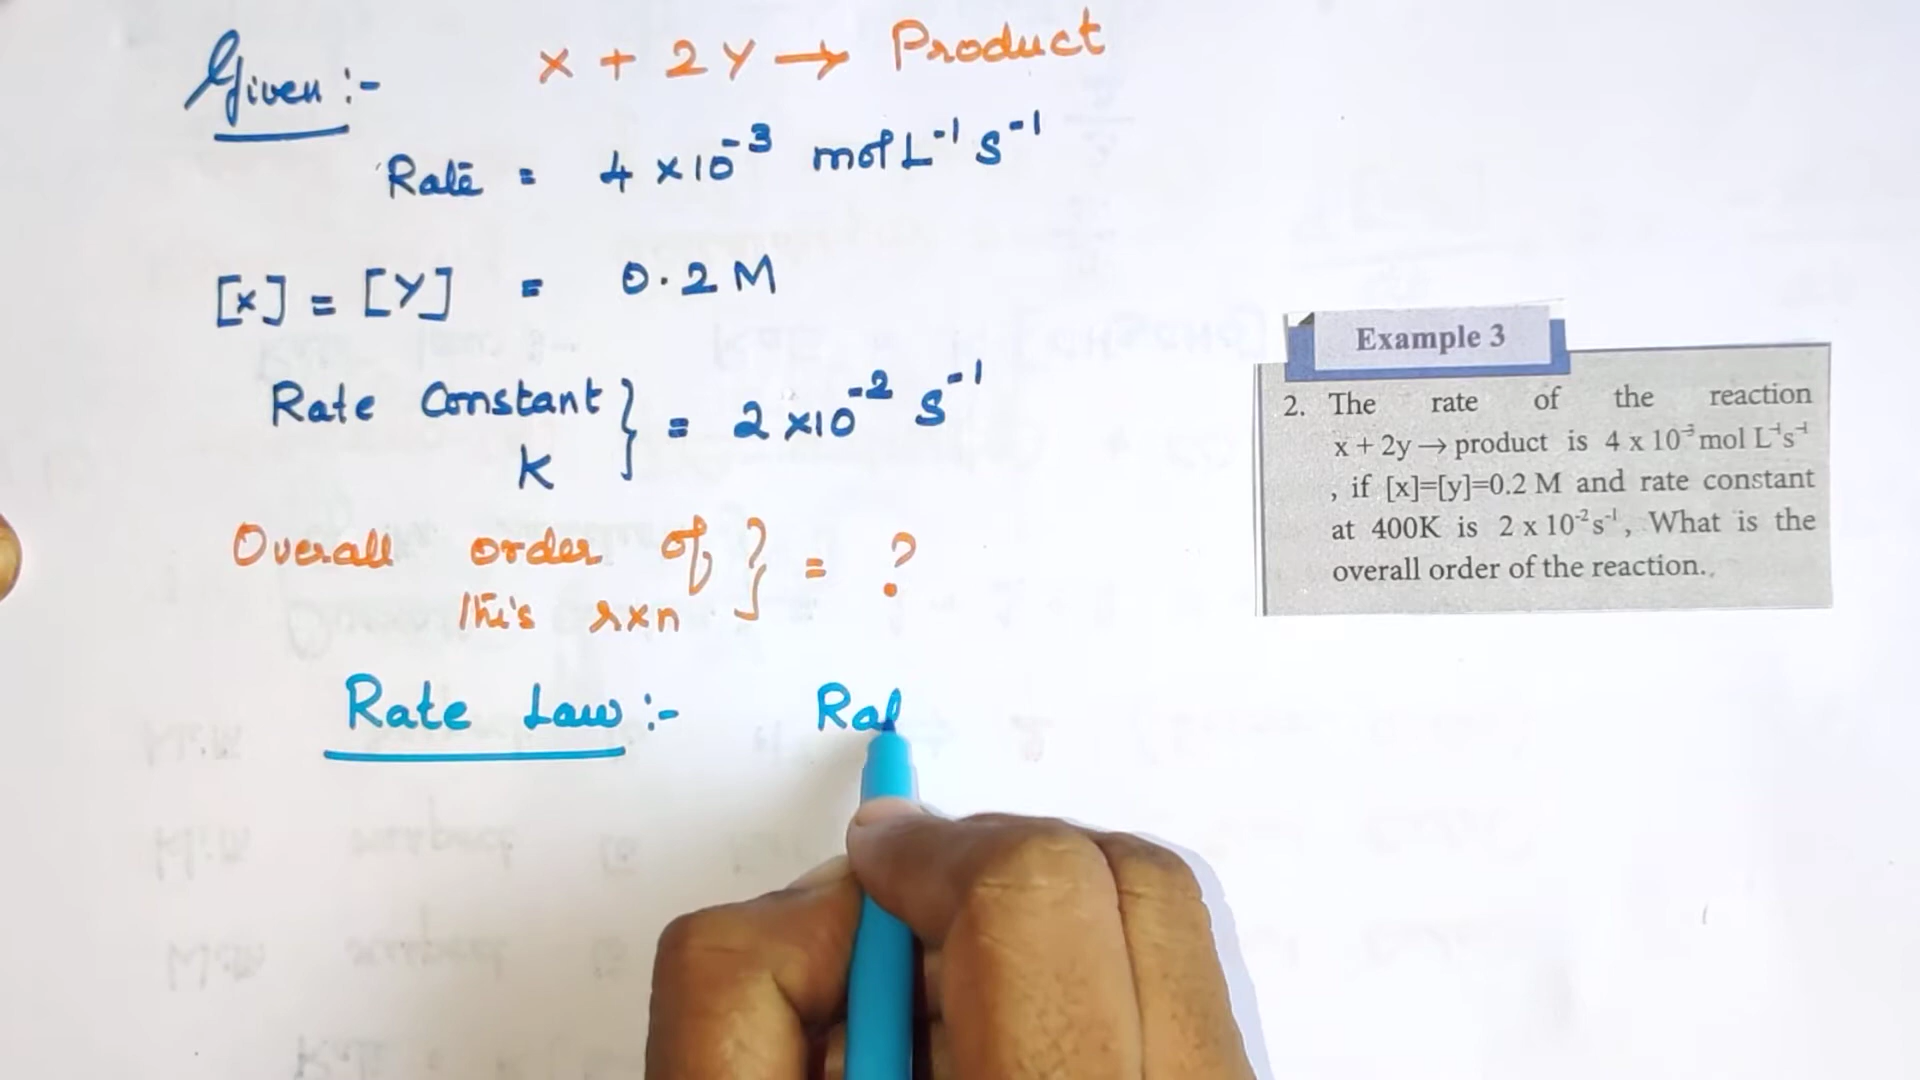 Given :-
x + 2y → Product
Rate = 4 × 10⁻³ mol L⁻¹ s⁻¹
[x] = [y] = 0.2 M
Rate Constant k } = 2 × 10⁻² s⁻¹
Overall order of this rxn } = ?
Rate Law :- Rat
Example 3
2. The rate of the reaction
x + 2y → product is 4 x 10⁻³ mol L⁻¹s⁻¹
, if [x]=[y]=0.2 M and rate constant
at 400K is 2 x 10⁻² s⁻¹ , What is the
overall order of the reaction.